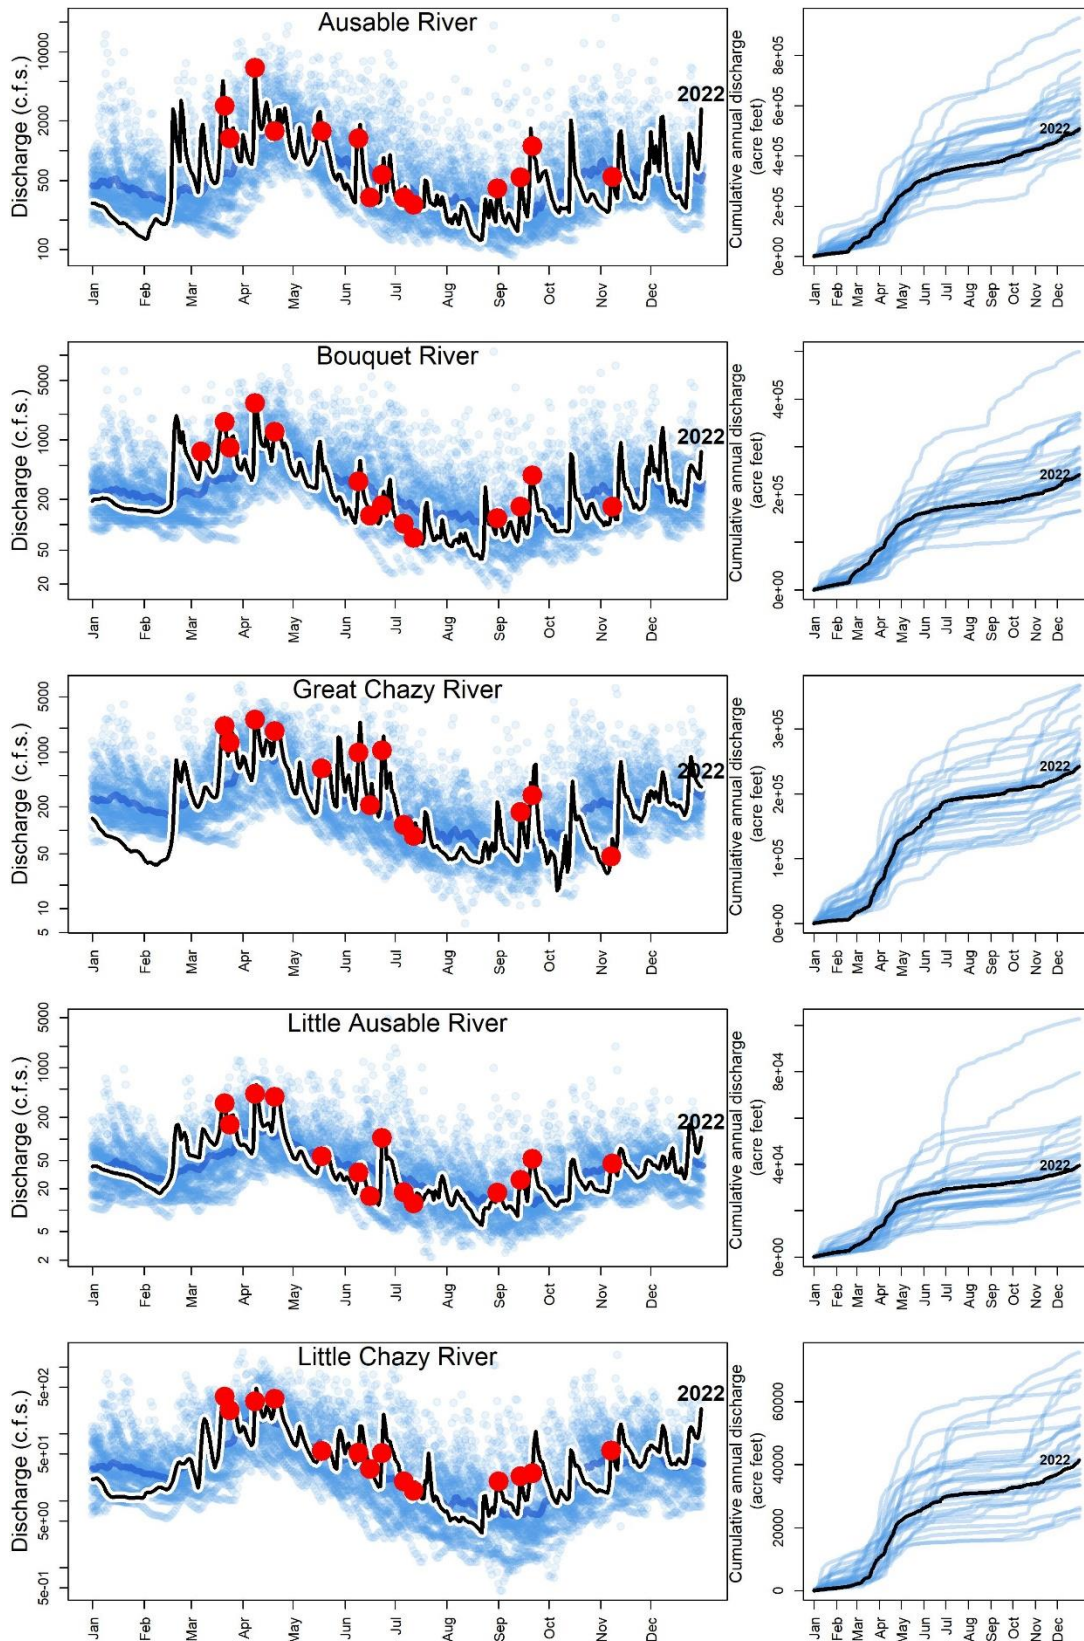 Ausable River
Discharge (c.f.s.)
10000
2000
500
100
2022
Jan Feb Mar Apr May Jun Jul Aug Sep Oct Nov Dec
Cumulative annual discharge
(acre feet)
8e+05
6e+05
4e+05
2e+05
0e+00
2022
Jan Feb Mar Apr May Jun Jul Aug Sep Oct Nov Dec
Bouquet River
Discharge (c.f.s.)
5000
1000
200
50
20
2022
Jan Feb Mar Apr May Jun Jul Aug Sep Oct Nov Dec
Cumulative annual discharge
(acre feet)
4e+05
2e+05
0e+00
2022
Jan Feb Mar Apr May Jun Jul Aug Sep Oct Nov Dec
Great Chazy River
Discharge (c.f.s.)
5000
1000
200
50
10
5
2022
Jan Feb Mar Apr May Jun Jul Aug Sep Oct Nov Dec
Cumulative annual discharge
(acre feet)
3e+05
2e+05
1e+05
0e+00
2022
Jan Feb Mar Apr May Jun Jul Aug Sep Oct Nov Dec
Little Ausable River
Discharge (c.f.s.)
5000
1000
200
50
20
5
2
2022
Jan Feb Mar Apr May Jun Jul Aug Sep Oct Nov Dec
Cumulative annual discharge
(acre feet)
8e+04
4e+04
0e+00
2022
Jan Feb Mar Apr May Jun Jul Aug Sep Oct Nov Dec
Little Chazy River
Discharge (c.f.s.)
5e+02
5e+01
5e+00
5e-01
2022
Jan Feb Mar Apr May Jun Jul Aug Sep Oct Nov Dec
Cumulative annual discharge
(acre feet)
60000
40000
20000
0
2022
Jan Feb Mar Apr May Jun Jul Aug Sep Oct Nov Dec